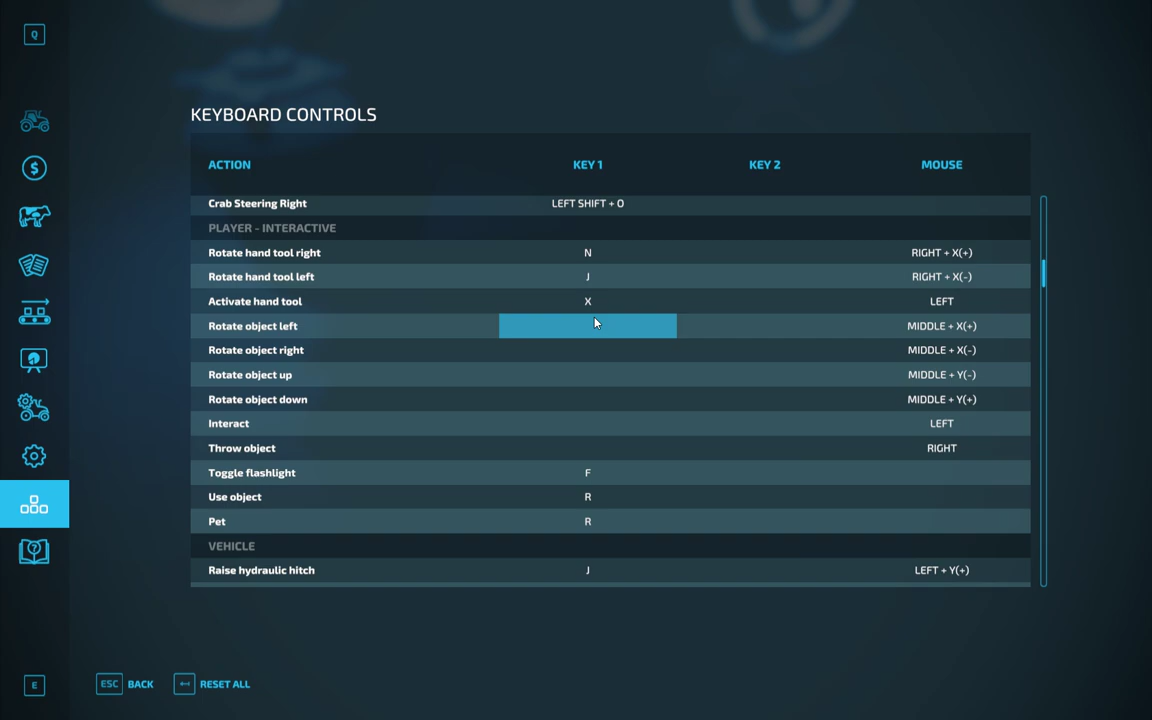 Q
KEYBOARD CONTROLS
ACTION KEY 1 KEY 2 MOUSE
Crab Steering Right LEFT SHIFT + O
PLAYER - INTERACTIVE
Rotate hand tool right N RIGHT + X(+)
Rotate hand tool left J RIGHT + X(-)
Activate hand tool X LEFT
Rotate object left MIDDLE + X(+)
Rotate object right MIDDLE + X(-)
Rotate object up MIDDLE + Y(-)
Rotate object down MIDDLE + Y(+)
Interact LEFT
Throw object RIGHT
Toggle flashlight F
Use object R
Pet R
VEHICLE
Raise hydraulic hitch J LEFT + Y(+)
E ESC BACK RESET ALL